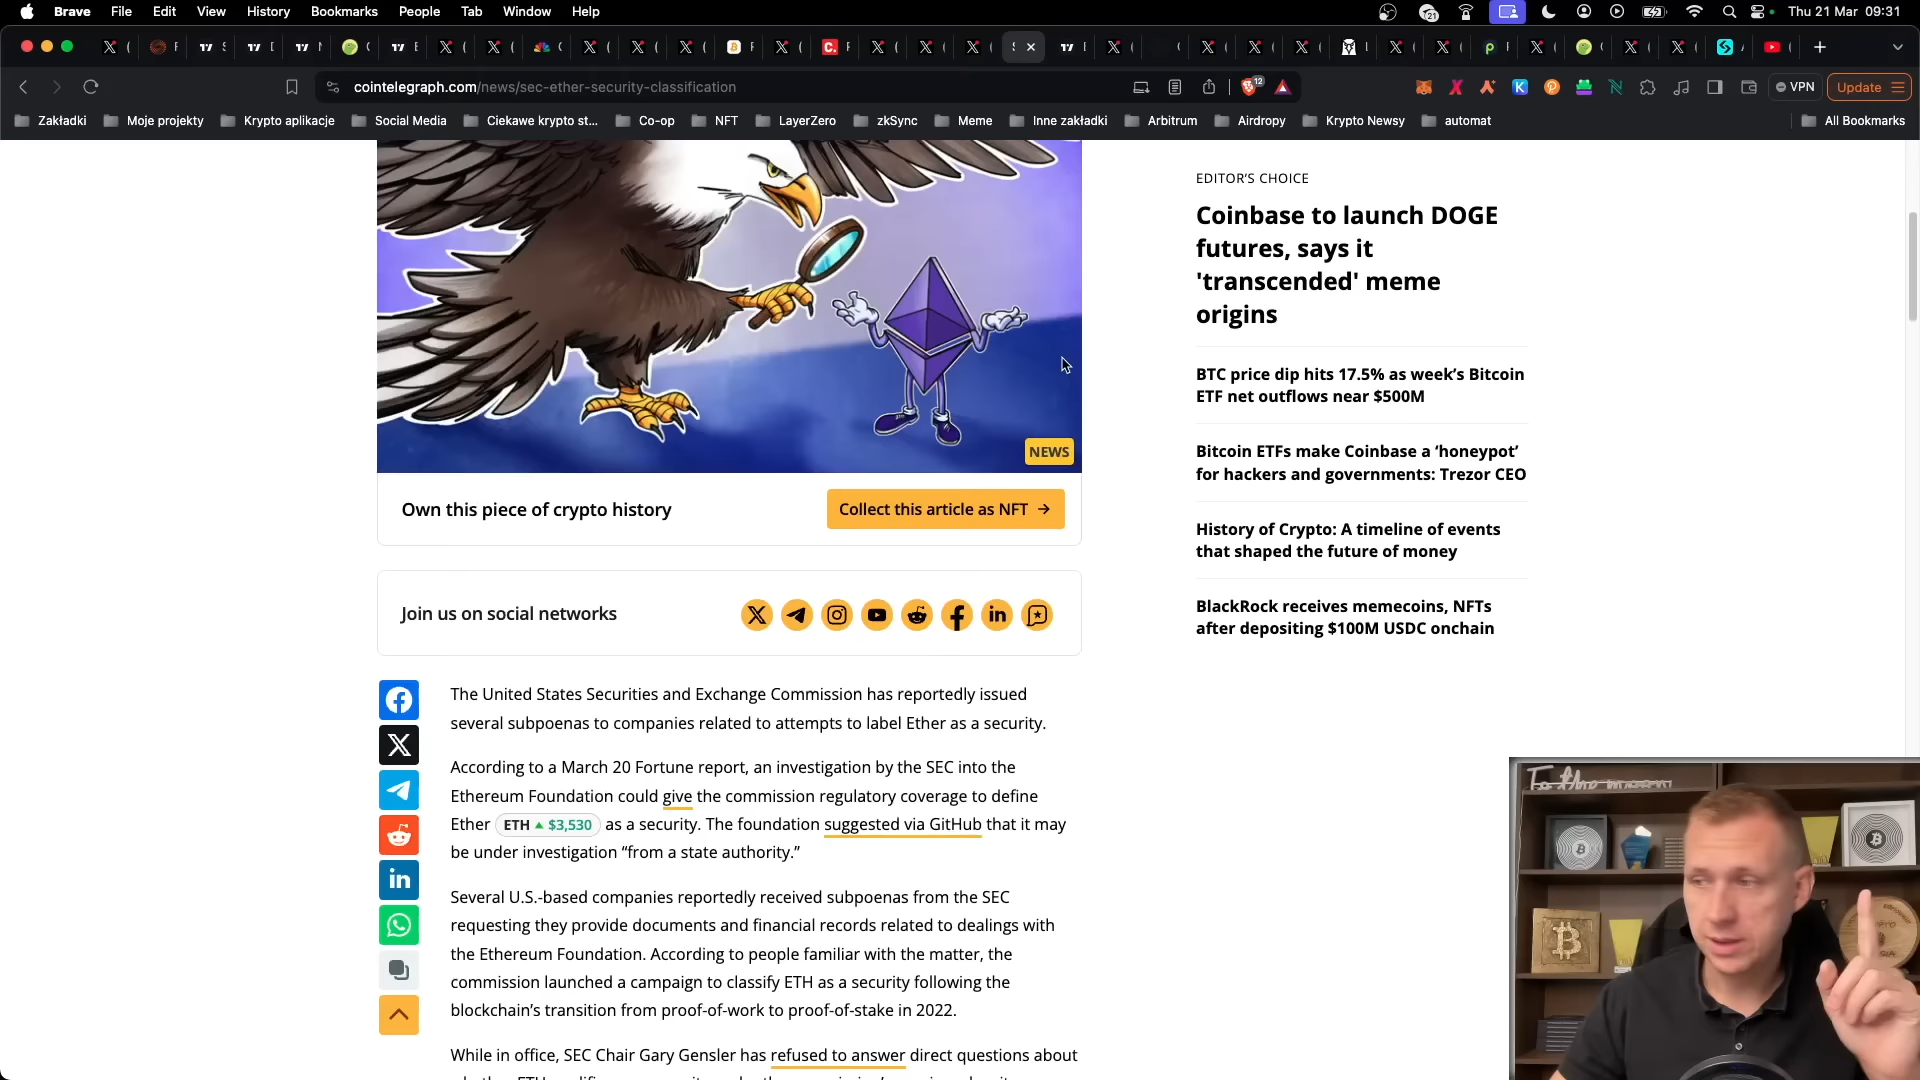 Brave File Edit View History Bookmarks People Tab Window Help
21
Thu 21 Mar 09:31
cointelegraph.com/news/sec-ether-security-classification
12
VPN
Update
Zakładki Moje projekty Krypto aplikacje Social Media Ciekawe krypto st... Co-op NFT LayerZero zkSync Meme Inne zakładki Arbitrum Airdropy Krypto Newsy automat All Bookmarks
NEWS
Own this piece of crypto history
Collect this article as NFT →
Join us on social networks
The United States Securities and Exchange Commission has reportedly issued
several subpoenas to companies related to attempts to label Ether as a security.
According to a March 20 Fortune report, an investigation by the SEC into the
Ethereum Foundation could give the commission regulatory coverage to define
Ether ETH ▲ $3,530 as a security. The foundation suggested via GitHub that it may
be under investigation “from a state authority.”
Several U.S.-based companies reportedly received subpoenas from the SEC
requesting they provide documents and financial records related to dealings with
the Ethereum Foundation. According to people familiar with the matter, the
commission launched a campaign to classify ETH as a security following the
blockchain’s transition from proof-of-work to proof-of-stake in 2022.
While in office, SEC Chair Gary Gensler has refused to answer direct questions about
EDITOR’S CHOICE
Coinbase to launch DOGE
futures, says it
'transcended' meme
origins
BTC price dip hits 17.5% as week’s Bitcoin
ETF net outflows near $500M
Bitcoin ETFs make Coinbase a ‘honeypot’
for hackers and governments: Trezor CEO
History of Crypto: A timeline of events
that shaped the future of money
BlackRock receives memecoins, NFTs
after depositing $100M USDC onchain
To the moon